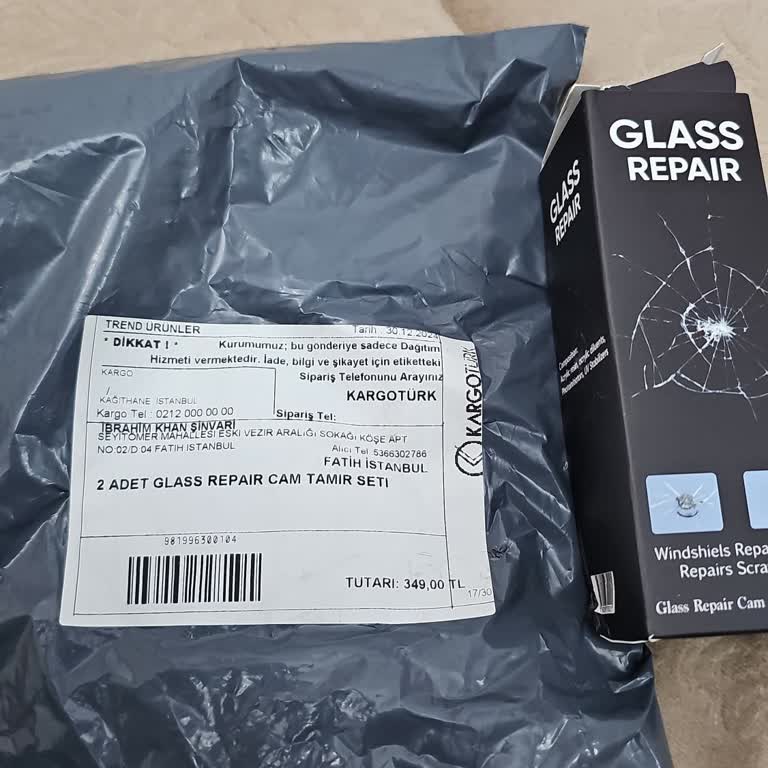 TREND ÜRÜNLER
Tarih : 30.12.2024
* DİKKAT ! * Kurumumuz; bu gönderiye sadece Dağıtım
Hizmeti vermektedir. İade, bilgi ve şikayet için etiketteki
Sipariş Telefonunu Arayınız
KARGO
KARGOTÜRK
/
KAĞITHANE İSTANBUL
Kargo Tel : 0212 000 00 00
Sipariş Tel:
İBRAHİM KHAN ŞİNVARİ
SEYİTÖMER MAHALLESİ ESKİ VEZİR ARALIĞI SOKAĞI KÖŞE APT
NO:02/D 04 FATİH İSTANBUL
Alıcı Tel :5366302786
FATİH İSTANBUL
2 ADET GLASS REPAIR CAM TAMIR SETI
981996300104
TUTARI: 349,00 TL
17/30
KARGOTÜRK
GLASS
REPAIR
GLASS
REPAIR
Windshiels Repa
Repairs Scra
Glass Repair Cam